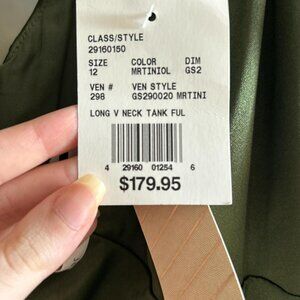 CLASS/STYLE
29160150
SIZE COLOR DIM
12 MRTINIOL GS2
VEN # VEN STYLE
298 GS290020 MRTINI
LONG V NECK TANK FUL
4 29160 01254 6
$179.95